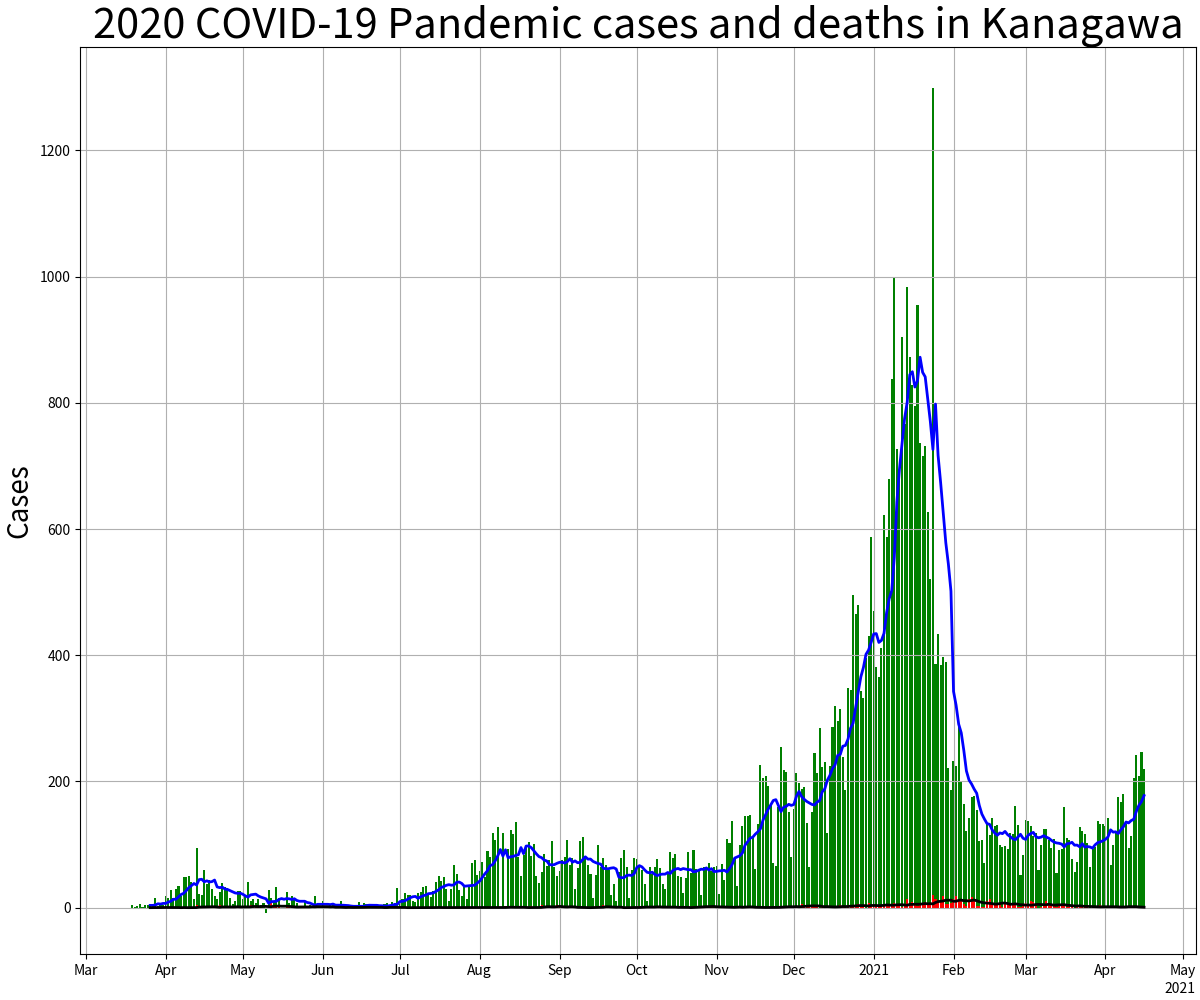 2020 COVID-19 Pandemic cases and deaths in Kanagawa
Cases
1200
1000
800
600
400
200
0
Mar Apr May Jun Jul Aug Sep Oct Nov Dec 2021 Feb Mar Apr May
2021